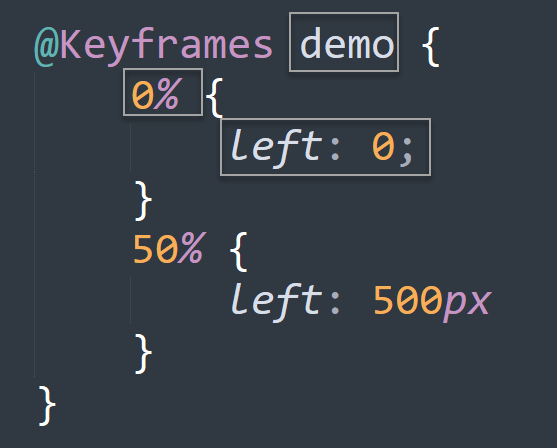 @Keyframes demo {
0% {
left: 0;
}
50% {
left: 500px
}
}